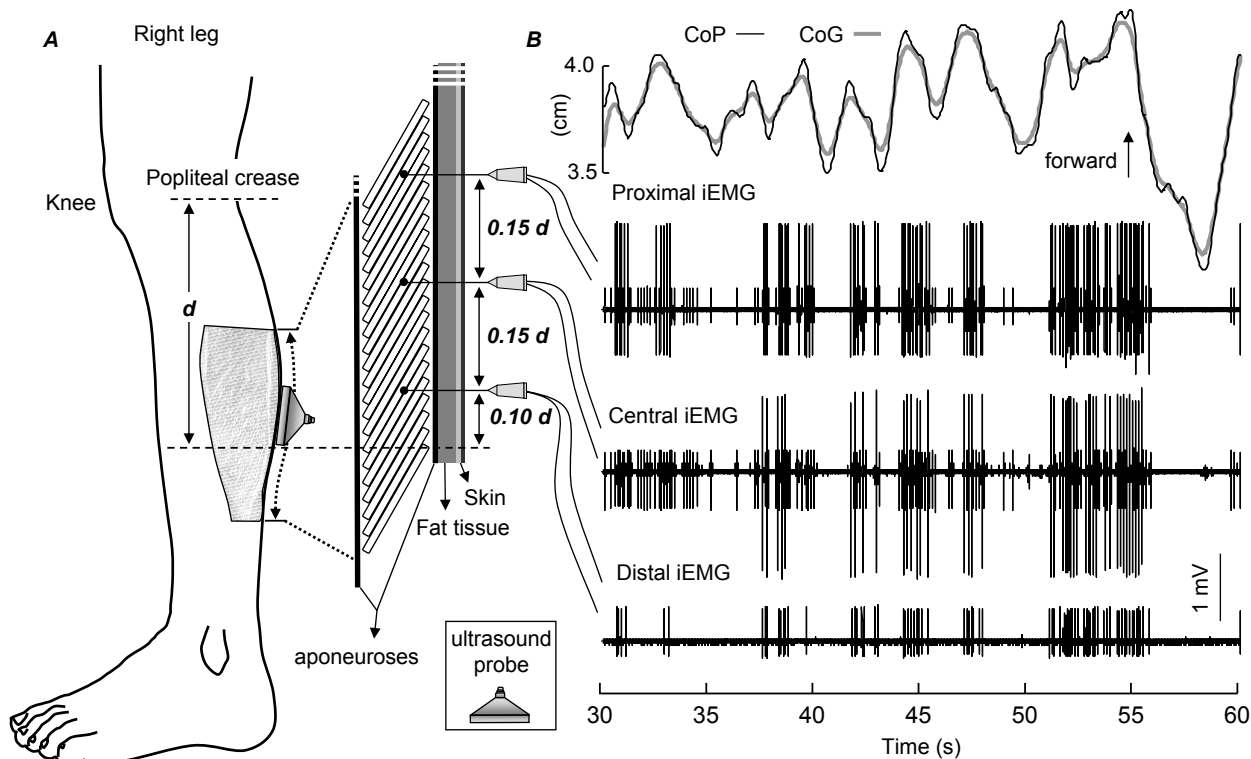 A
Right leg
Popliteal crease
Knee
d
0.15 d
0.15 d
0.10 d
Skin
Fat tissue
aponeuroses
ultrasound
probe
B
CoP
CoG
4.0
(cm)
3.5
forward
Proximal iEMG
Central iEMG
Distal iEMG
1 mV
30 35 40 45 50 55 60
Time (s)